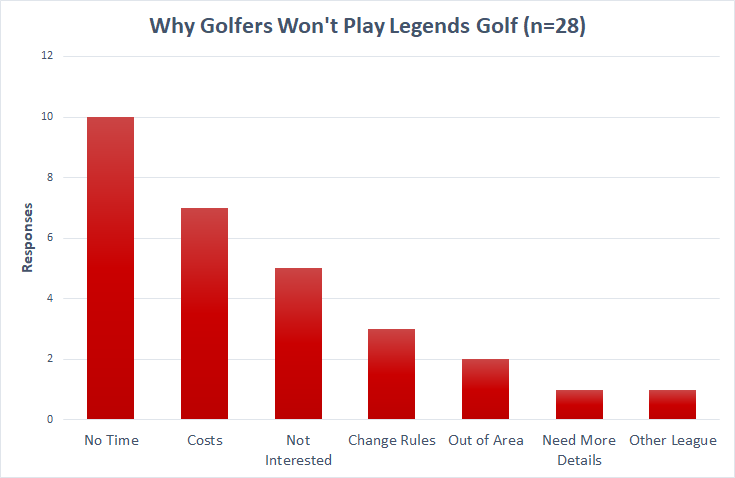 Why Golfers Won't Play Legends Golf (n=28)
12
10
8
6
4
2
0
Responses
No Time
Costs
Not
Interested
Change Rules
Out of Area
Need More
Details
Other League